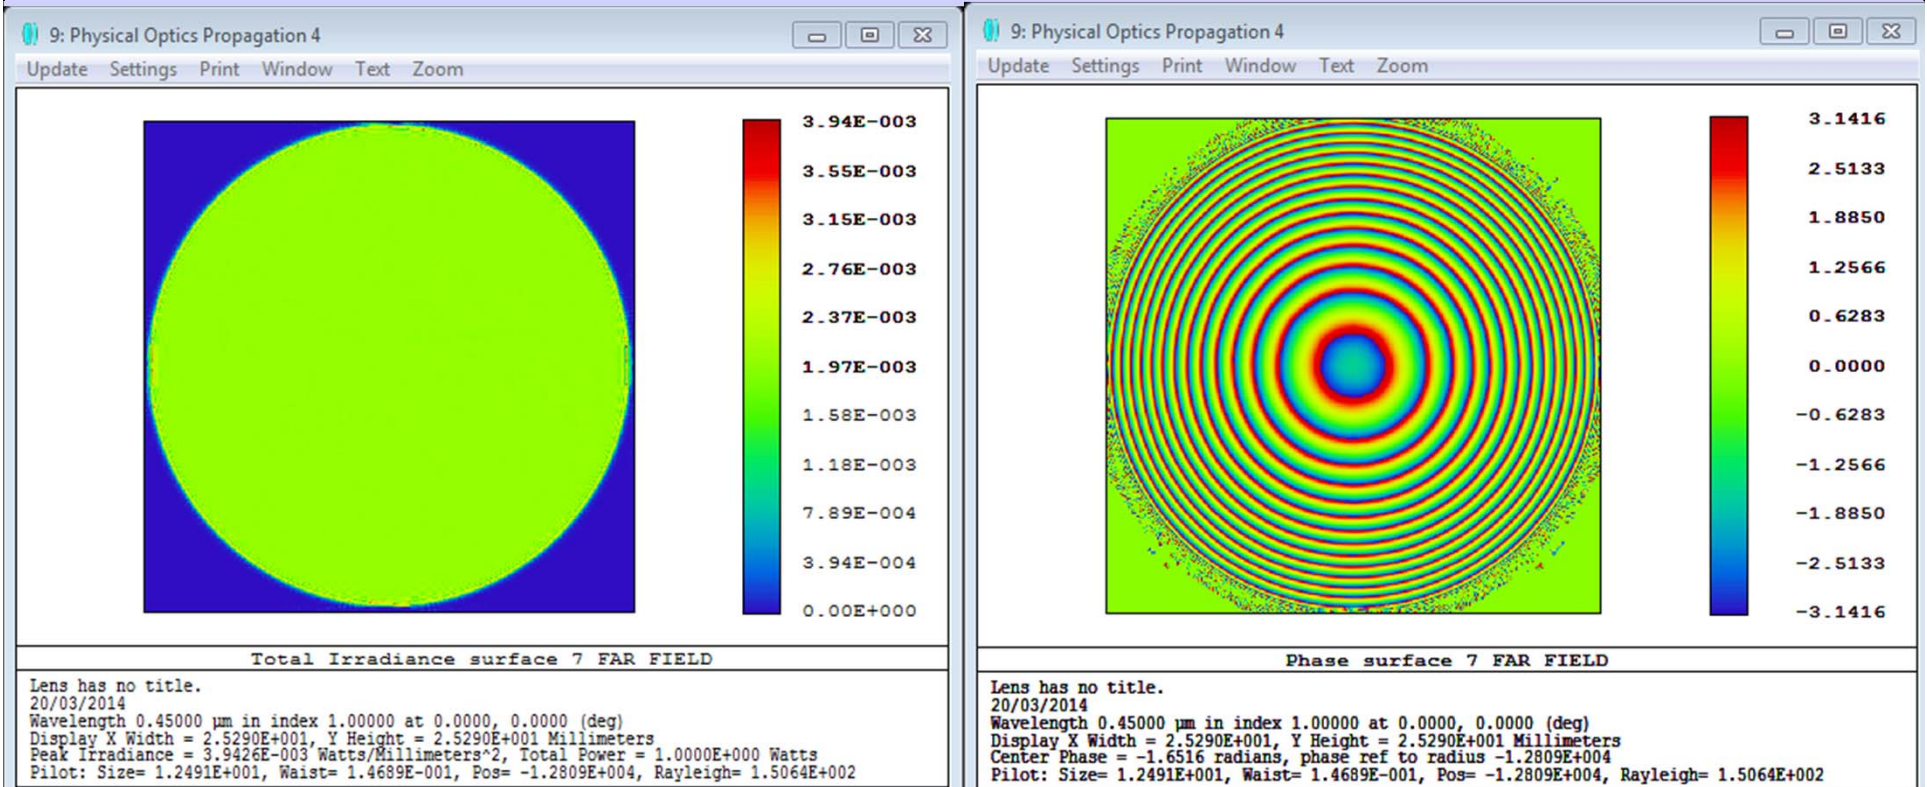 9: Physical Optics Propagation 4
Update Settings Print Window Text Zoom
3.94E-003
3.55E-003
3.15E-003
2.76E-003
2.37E-003
1.97E-003
1.58E-003
1.18E-003
7.89E-004
3.94E-004
0.00E+000
Total Irradiance surface 7 FAR FIELD
Lens has no title.
20/03/2014
Wavelength 0.45000 µm in index 1.00000 at 0.0000, 0.0000 (deg)
Display X Width = 2.5290E+001, Y Height = 2.5290E+001 Millimeters
Peak Irradiance = 3.9426E-003 Watts/Millimeters^2, Total Power = 1.0000E+000 Watts
Pilot: Size= 1.2491E+001, Waist= 1.4689E-001, Pos= -1.2809E+004, Rayleigh= 1.5064E+002
9: Physical Optics Propagation 4
Update Settings Print Window Text Zoom
3.1416
2.5133
1.8850
1.2566
0.6283
0.0000
-0.6283
-1.2566
-1.8850
-2.5133
-3.1416
Phase surface 7 FAR FIELD
Lens has no title.
20/03/2014
Wavelength 0.45000 µm in index 1.00000 at 0.0000, 0.0000 (deg)
Display X Width = 2.5290E+001, Y Height = 2.5290E+001 Millimeters
Center Phase = -1.6516 radians, phase ref to radius -1.2809E+004
Pilot: Size= 1.2491E+001, Waist= 1.4689E-001, Pos= -1.2809E+004, Rayleigh= 1.5064E+002